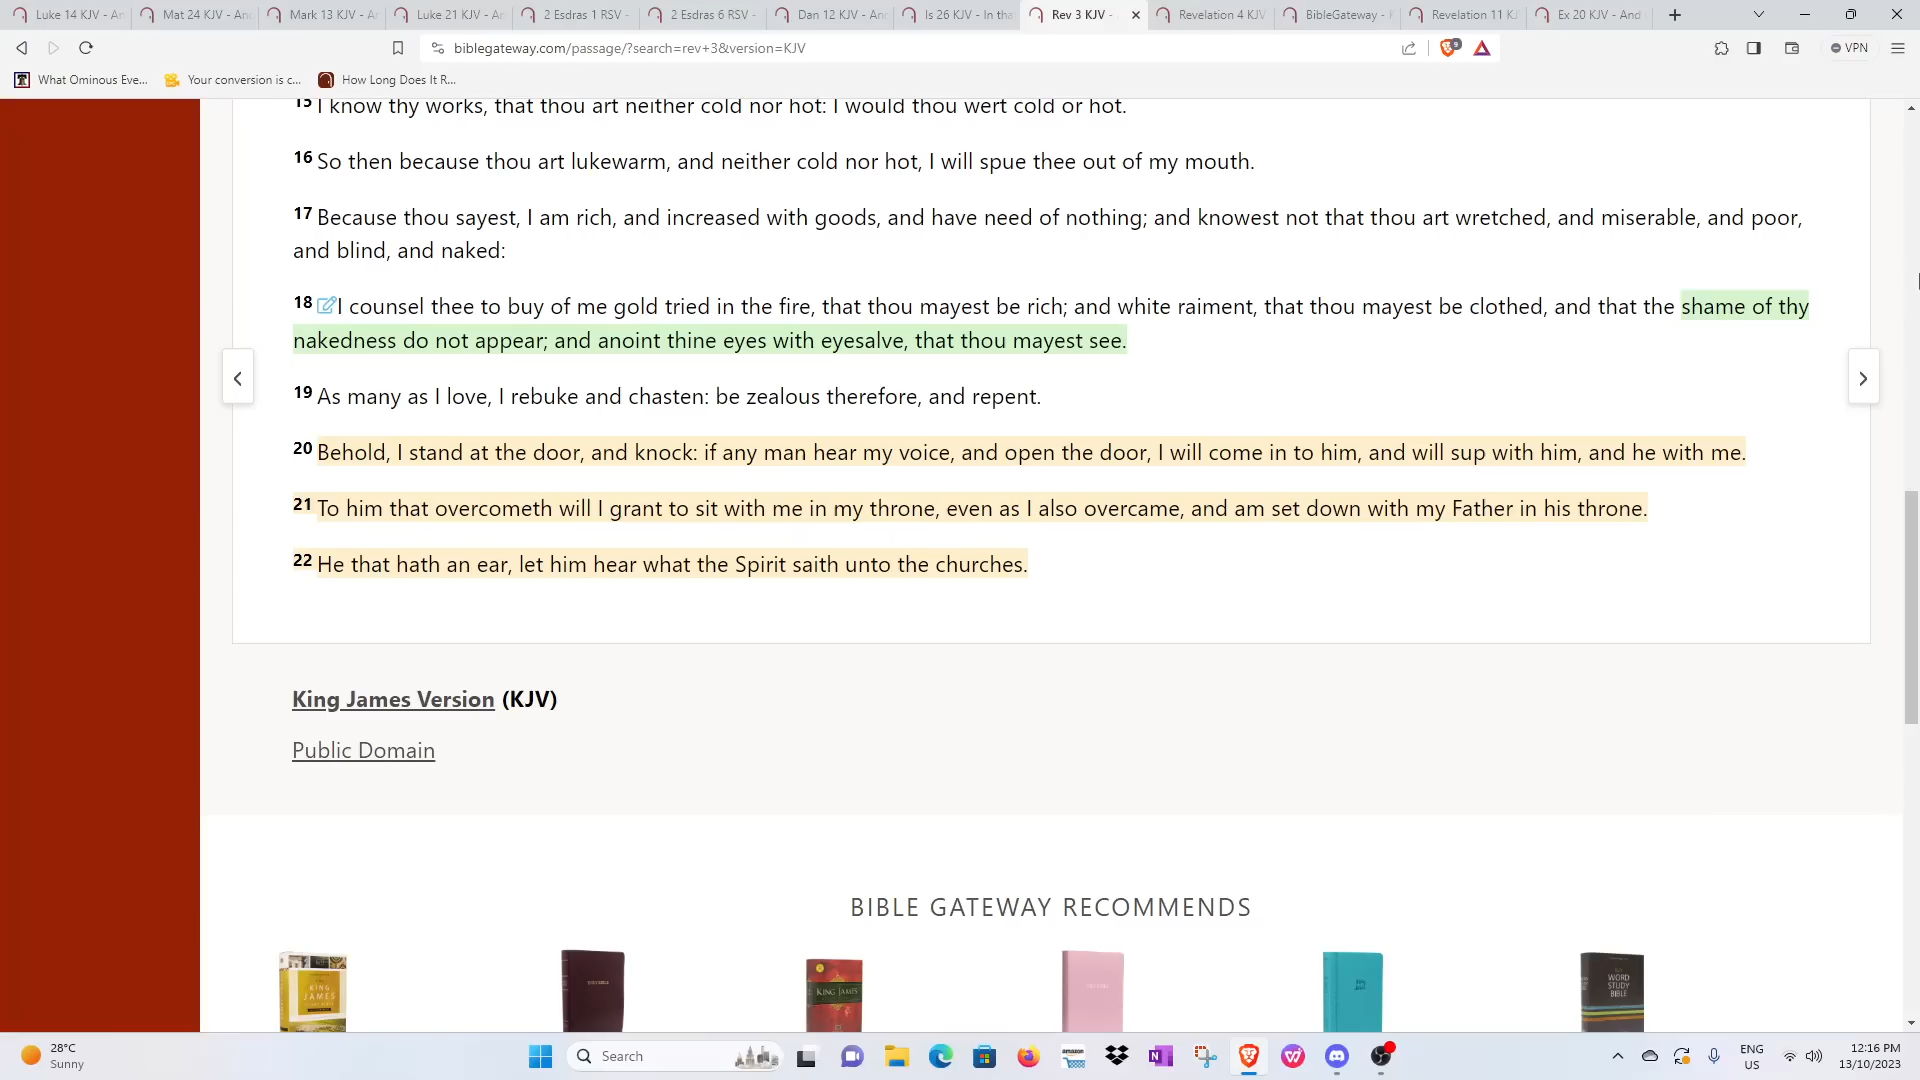 Luke 14 KJV - An
Mat 24 KJV - An
Mark 13 KJV - A
Luke 21 KJV - An
2 Esdras 1 RSV -
2 Esdras 6 RSV -
Dan 12 KJV - An
Is 26 KJV - In tha
Rev 3 KJV -
Revelation 4 KJV
BibleGateway -
Revelation 11 KJ
Ex 20 KJV - And
biblegateway.com/passage/?search=rev+3&version=KJV
9
VPN
What Ominous Eve...
Your conversion is c...
How Long Does It R...
15 I know thy works, that thou art neither cold nor hot: I would thou wert cold or hot.
16 So then because thou art lukewarm, and neither cold nor hot, I will spue thee out of my mouth.
17 Because thou sayest, I am rich, and increased with goods, and have need of nothing; and knowest not that thou art wretched, and miserable, and poor,
and blind, and naked:
18 I counsel thee to buy of me gold tried in the fire, that thou mayest be rich; and white raiment, that thou mayest be clothed, and that the shame of thy
nakedness do not appear; and anoint thine eyes with eyesalve, that thou mayest see.
19 As many as I love, I rebuke and chasten: be zealous therefore, and repent.
20 Behold, I stand at the door, and knock: if any man hear my voice, and open the door, I will come in to him, and will sup with him, and he with me.
21 To him that overcometh will I grant to sit with me in my throne, even as I also overcame, and am set down with my Father in his throne.
22 He that hath an ear, let him hear what the Spirit saith unto the churches.
King James Version (KJV)
Public Domain
BIBLE GATEWAY RECOMMENDS
KING
JAMES
KING JAMES
WORD
STUDY
BIBLE
28°C
Sunny
Search
amazon
ENG
US
12:16 PM
13/10/2023